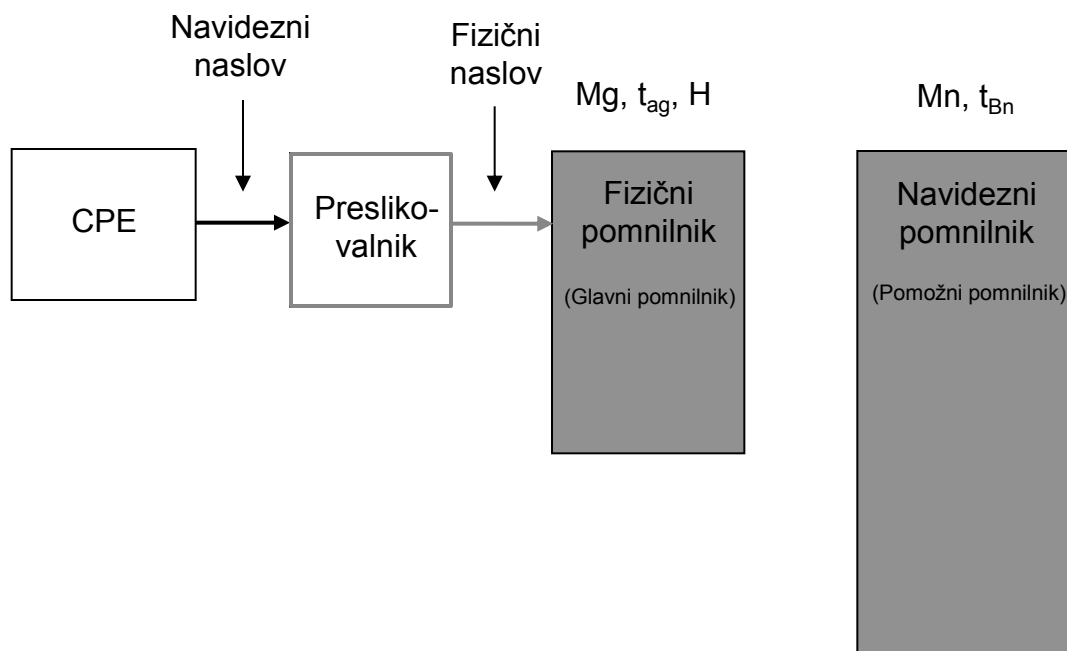 Navidezni
naslov
Fizični
naslov
Mg, tag, H
Mn, tBn
CPE
Presliko-
valnik
Fizični
pomnilnik
(Glavni pomnilnik)
Navidezni
pomnilnik
(Pomožni pomnilnik)